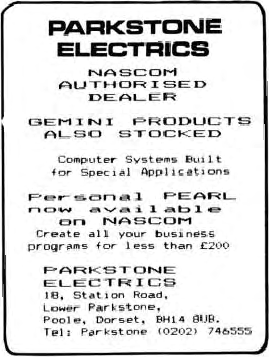 PARKSTONE
ELECTRICS
NASCOM
AUTHORISED
DEALER
GEMINI PRODUCTS
ALSO STOCKED
Computer Systems Built
for Special Applications
Personal PEARL
now available
on NASCOM
Create all your business
programs for less than £200
PARKSTONE
ELECTRICS
18, Station Road,
Lower Parkstone,
Poole, Dorset, BH14 8UB.
Tel: Parkstone (0202) 746555